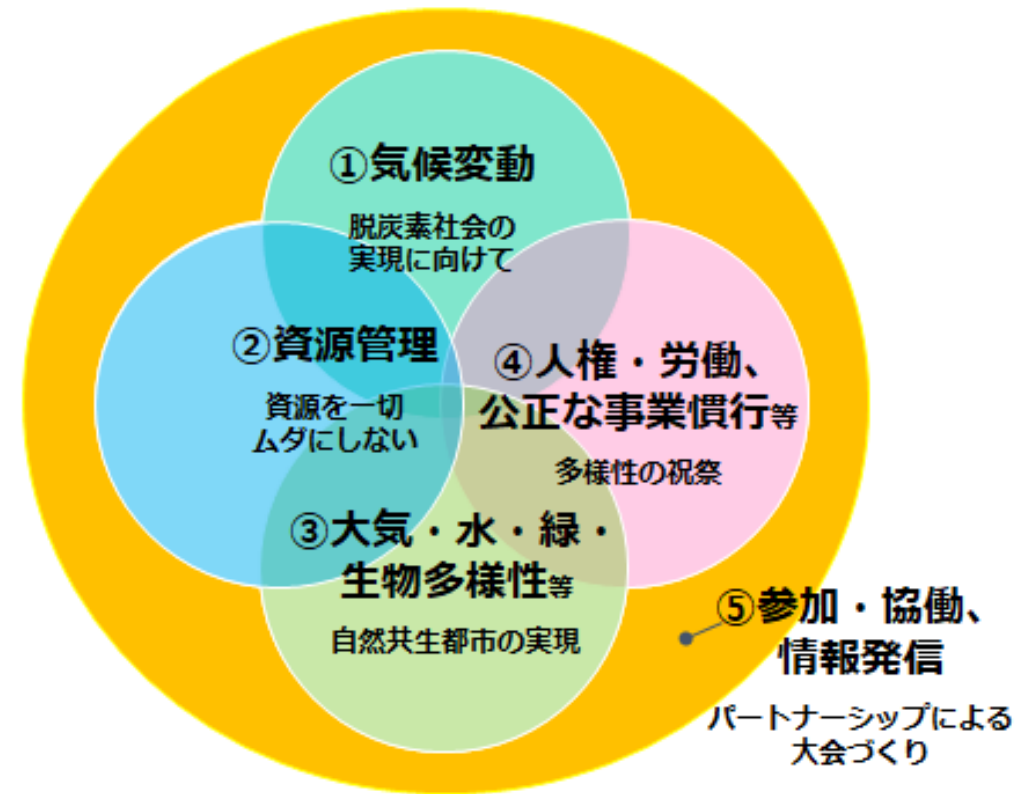 ①気候変動
脱炭素社会の
実現に向けて
②資源管理
資源を一切
ムダにしない
③大気・水・緑・
生物多様性等
自然共生都市の実現
④人権・労働、
公正な事業慣行等
多様性の祝祭
⑤参加・協働、
情報発信
パートナーシップによる
大会づくり